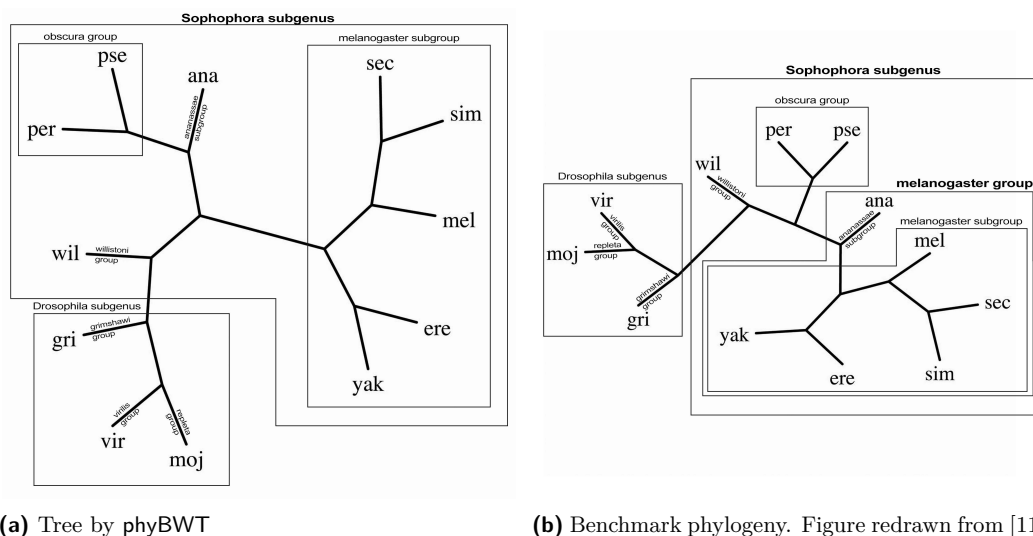 Sophophora subgenus
obscura group
melanogaster subgroup
pse
ana
sec
per
ananassae
subgroup
sim
mel
wil
willistoni
group
Drosophila subgenus
gri
grimshawi
group
ere
yak
virilis
group
repleta
group
vir
moj
(a) Tree by phyBWT
Sophophora subgenus
obscura group
per
pse
wil
willistoni
group
Drosophila subgenus
melanogaster group
vir
virilis
group
ana
ananassae
subgroup
melanogaster subgroup
moj
repleta
group
mel
grimshawi
group
gri
sec
yak
ere
sim
(b) Benchmark phylogeny. Figure redrawn from [11